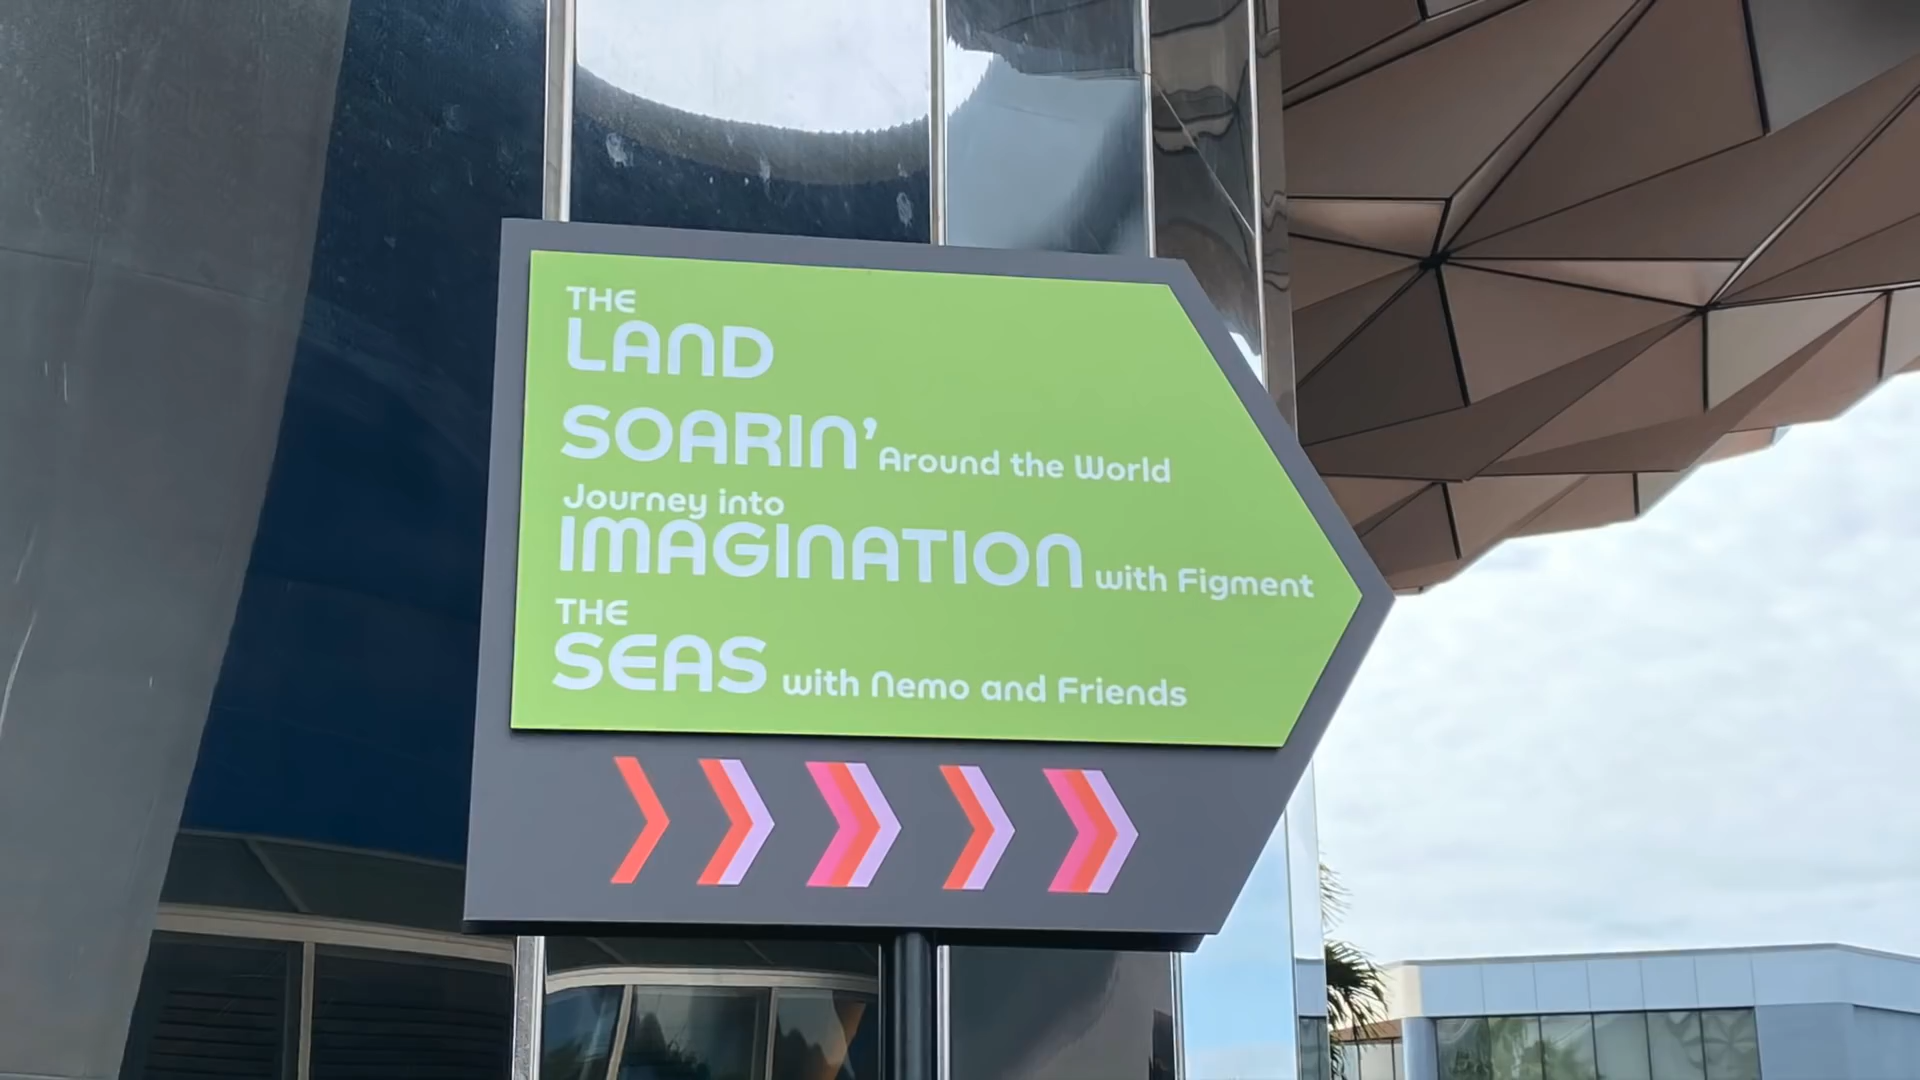 THE
LAND
SOARIN' Around the World
Journey into
IMAGINATION with Figment
THE
SEAS with Nemo and Friends